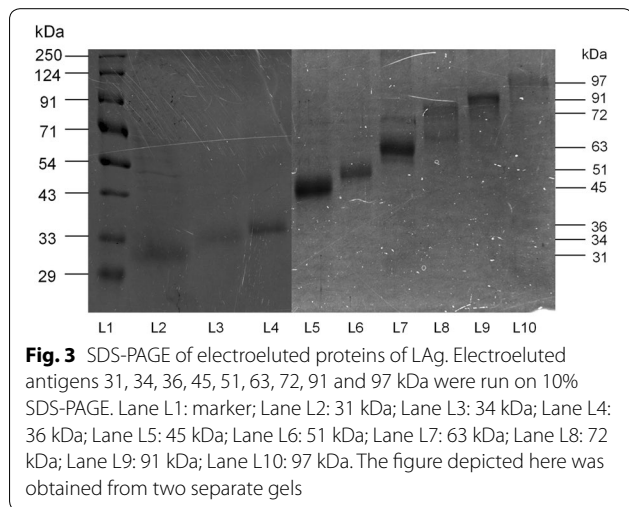 kDa
250
124
91
71
54
43
33
29
kDa
97
91
72
63
51
45
36
34
31
L1 L2 L3 L4 L5 L6 L7 L8 L9 L10
Fig. 3 SDS-PAGE of electroeluted proteins of LAg. Electroeluted
antigens 31, 34, 36, 45, 51, 63, 72, 91 and 97 kDa were run on 10%
SDS-PAGE. Lane L1: marker; Lane L2: 31 kDa; Lane L3: 34 kDa; Lane L4:
36 kDa; Lane L5: 45 kDa; Lane L6: 51 kDa; Lane L7: 63 kDa; Lane L8: 72
kDa; Lane L9: 91 kDa; Lane L10: 97 kDa. The figure depicted here was
obtained from two separate gels